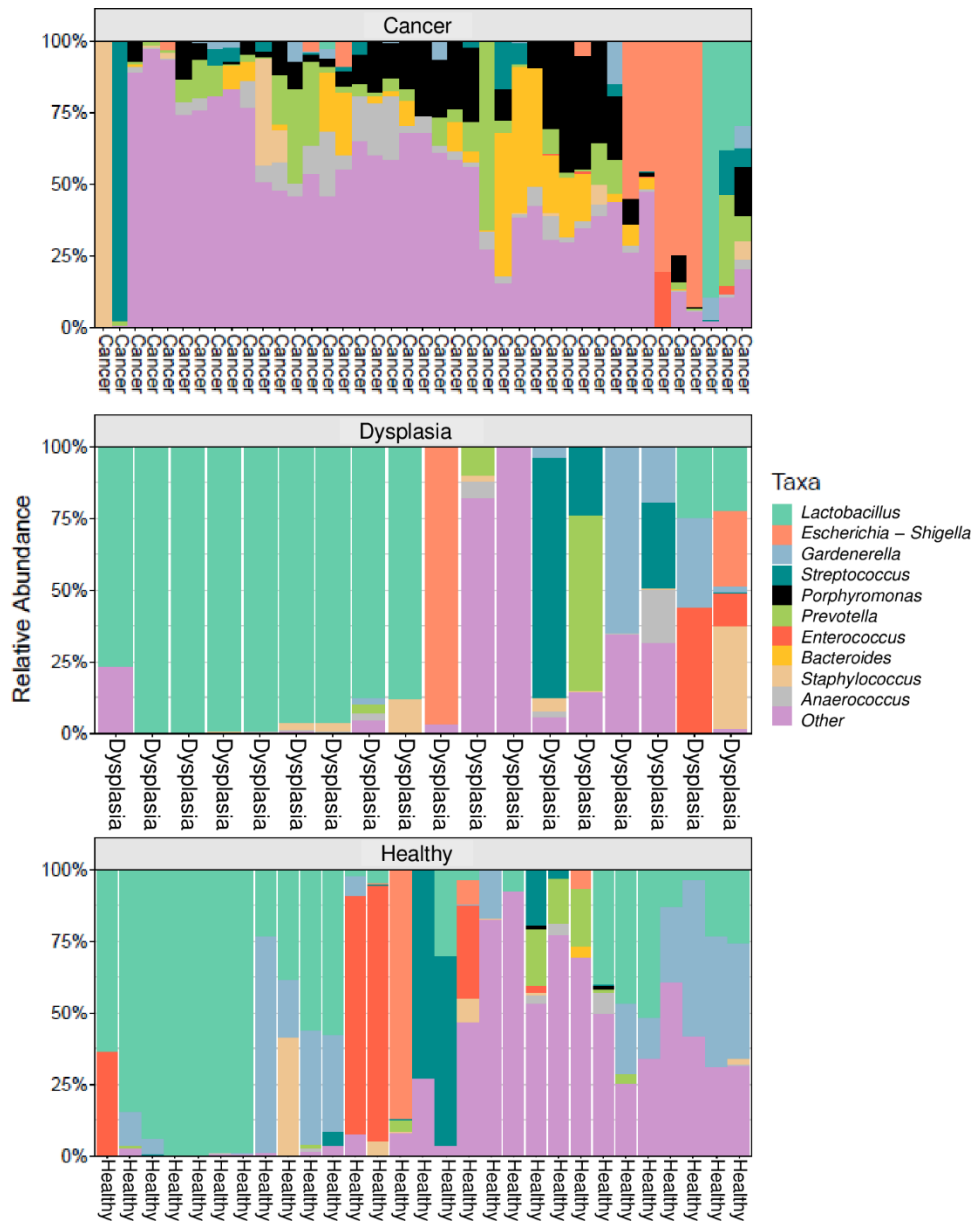 Cancer
100%
75%
50%
25%
0%
Cancer Cancer Cancer Cancer Cancer Cancer Cancer Cancer Cancer Cancer Cancer Cancer Cancer Cancer Cancer Cancer Cancer Cancer Cancer Cancer Cancer Cancer Cancer Cancer Cancer Cancer Cancer Cancer Cancer Cancer Cancer Cancer Cancer Cancer Cancer Cancer Cancer Cancer Cancer Cancer Cancer
Relative Abundance
Dysplasia
100%
75%
50%
25%
0%
Dysplasia Dysplasia Dysplasia Dysplasia Dysplasia Dysplasia Dysplasia Dysplasia Dysplasia Dysplasia Dysplasia Dysplasia Dysplasia Dysplasia Dysplasia Dysplasia Dysplasia Dysplasia
Taxa
Lactobacillus
Escherichia – Shigella
Gardenerella
Streptococcus
Porphyromonas
Prevotella
Enterococcus
Bacteroides
Staphylococcus
Anaerococcus
Other
Healthy
100%
75%
50%
25%
0%
Healthy Healthy Healthy Healthy Healthy Healthy Healthy Healthy Healthy Healthy Healthy Healthy Healthy Healthy Healthy Healthy Healthy Healthy Healthy Healthy Healthy Healthy Healthy Healthy Healthy Healthy Healthy Healthy Healthy